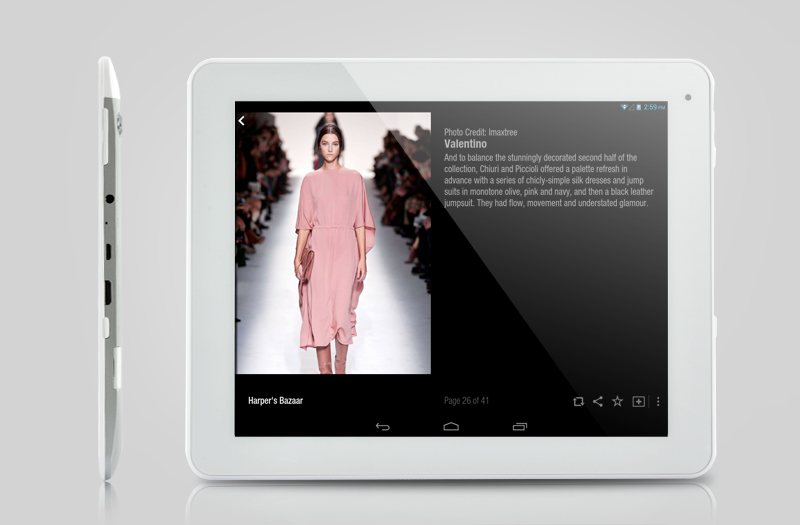 2:59 PM
Photo Credit: Imaxtree
Valentino
And to balance the stunningly decorated second half of the
collection, Chiuri and Piccioli offered a palette refresh in
advance with a series of chicly-simple silk dresses and jump
suits in monotone olive, pink and navy, and then a black leather
jumpsuit. They had flow, movement and understated glamour.
Harper's Bazaar
Page 26 of 41